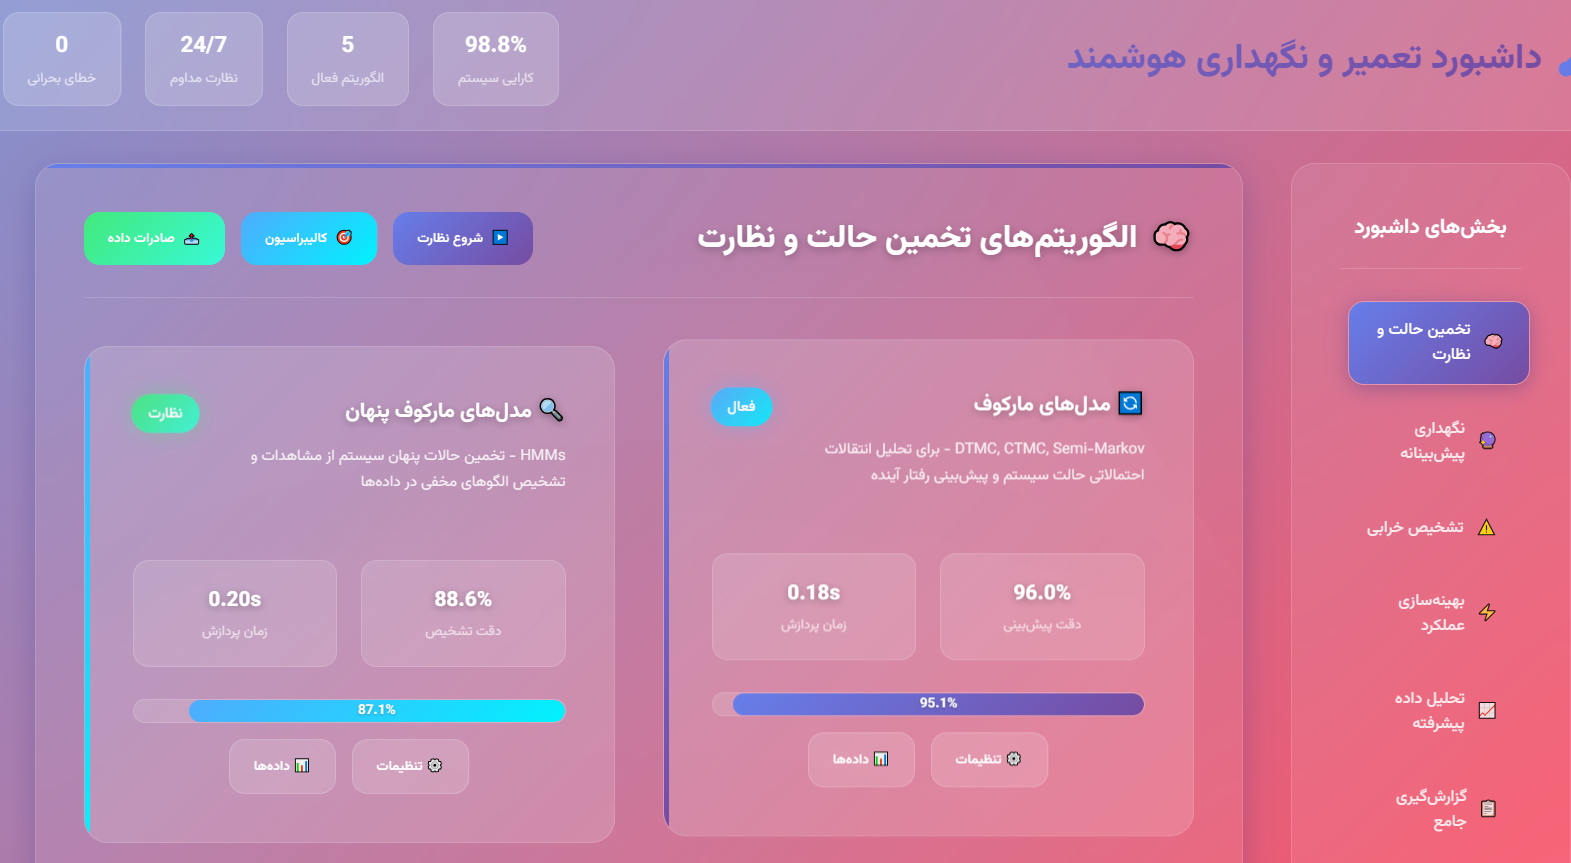 داشبورد تعمیر و نگهداری هوشمند
98.8%
کارایی سیستم
5
الگوریتم فعال
24/7
نظارت مداوم
0
خطای بحرانی
بخش‌های داشبورد
تخمین حالت و
نظارت
نگهداری
پیش‌بینانه
تشخیص خرابی
بهینه‌سازی
عملکرد
تحلیل داده
پیشرفته
گزارش‌گیری
جامع
الگوریتم‌های تخمین حالت و نظارت
شروع نظارت
کالیبراسیون
صادرات داده
مدل‌های مارکوف
فعال
DTMC, CTMC, Semi-Markov - برای تحلیل انتقالات
احتمالاتی حالت سیستم و پیش‌بینی رفتار آینده
96.0%
دقت پیش‌بینی
0.18s
زمان پردازش
95.1%
تنظیمات
داده‌ها
مدل‌های مارکوف پنهان
نظارت
HMMs - تخمین حالات پنهان سیستم از مشاهدات و
تشخیص الگوهای مخفی در داده‌ها
88.6%
دقت تشخیص
0.20s
زمان پردازش
87.1%
تنظیمات
داده‌ها